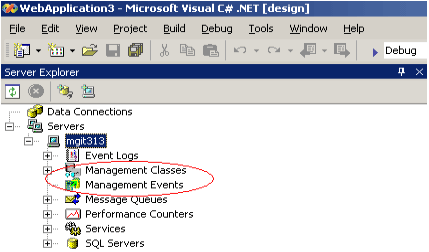 WebApplication3 - Microsoft Visual C# .NET [design]
File Edit View Project Build Debug Tools Window Help
Debug
Server Explorer
Data Connections
Servers
mgit313
Event Logs
Management Classes
Management Events
Message Queues
Performance Counters
Services
SQL Servers